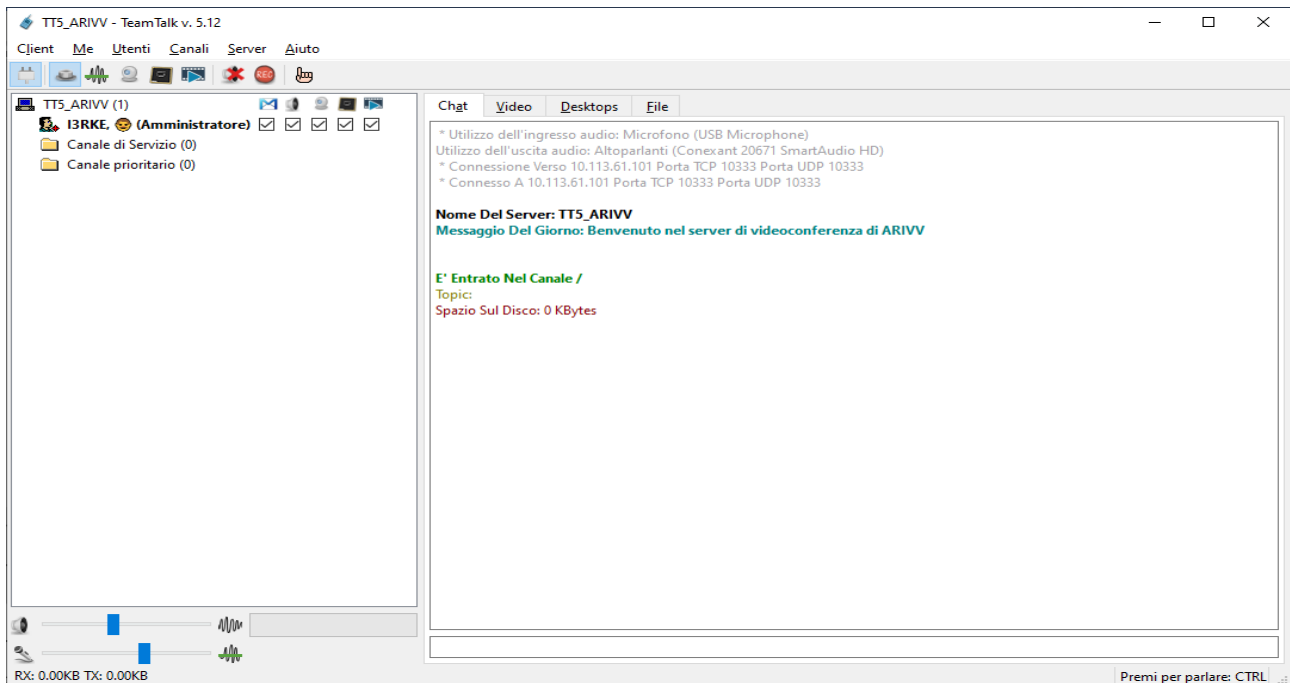 TT5_ARIVV - TeamTalk v. 5.12
Client Me Utenti Canali Server Aiuto
REC
TT5_ARIVV (1)
I3RKE, (Amministratore)
Canale di Servizio (0)
Canale prioritario (0)
Chat Video Desktops File
* Utilizzo dell'ingresso audio: Microfono (USB Microphone)
Utilizzo dell'uscita audio: Altoparlanti (Conexant 20671 SmartAudio HD)
* Connessione Verso 10.113.61.101 Porta TCP 10333 Porta UDP 10333
* Connesso A 10.113.61.101 Porta TCP 10333 Porta UDP 10333
Nome Del Server: TT5_ARIVV
Messaggio Del Giorno: Benvenuto nel server di videoconferenza di ARIVV
E' Entrato Nel Canale /
Topic:
Spazio Sul Disco: 0 KBytes
RX: 0.00KB TX: 0.00KB
Premi per parlare: CTRL